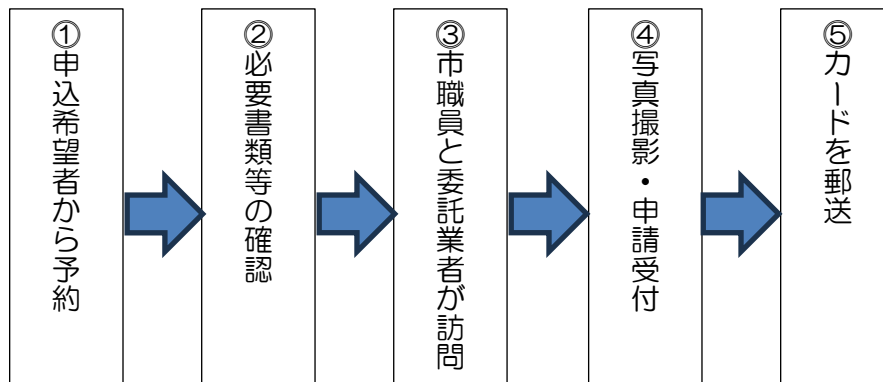 ①申込希望者から予約
②必要書類等の確認
③市職員と委託業者が訪問
④写真撮影・申請受付
⑤カードを郵送